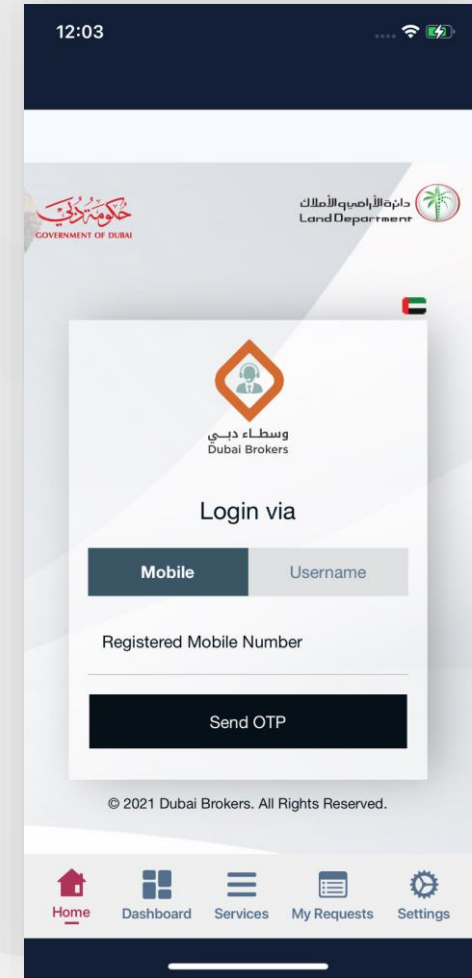 12:03
حكومة دبي
GOVERNMENT OF DUBAI
دائرة الأراضي والأملاك
Land Department
وسطاء دبي
Dubai Brokers
Login via
Mobile Username
Registered Mobile Number
Send OTP
© 2021 Dubai Brokers. All Rights Reserved.
Home Dashboard Services My Requests Settings